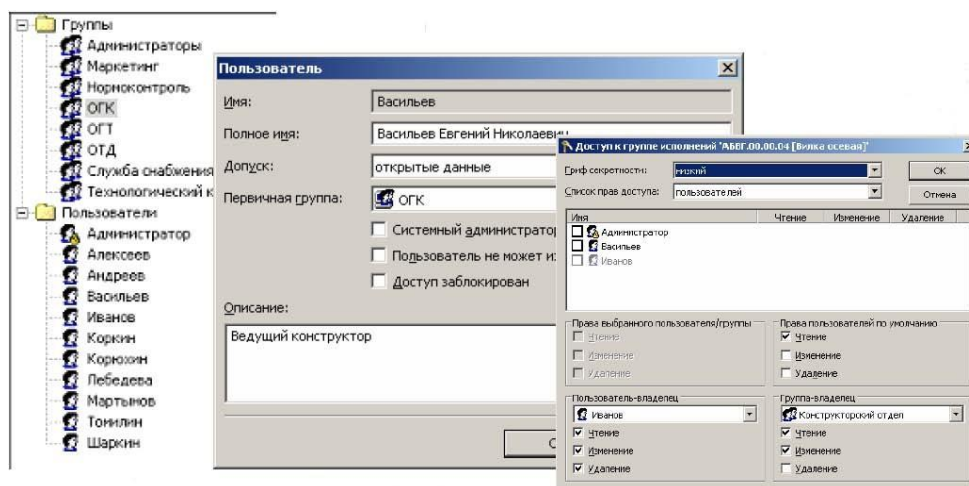 Группы
Администраторы
Маркетинг
Нормоконтроль
ОГК
ОГТ
ОТД
Служба снабжения
Технологический к
Пользователи
Администратор
Алексеев
Андреев
Васильев
Иванов
Коркин
Корюхин
Лебедева
Мартынов
Томилин
Шаркин
Пользователь
Имя: Васильев
Полное имя: Васильев Евгений Николаевич
Допуск: открытые данные
Первичная группа: ОГК
Системный администратор
Пользователь не может из
Доступ заблокирован
Описание:
Ведущий конструктор
Доступ к группе исполнений "АБВГ.00.00.04 [Вилка осевая]"
Гриф секретности: низкий
ОК
Список прав доступа: пользователей
Отмена
Имя Чтение Изменение Удаление
Администратор
Васильев
Иванов
Права выбранного пользователя/группы
Чтение
Изменение
Удаление
Права пользователей по умолчанию
Чтение
Изменение
Удаление
Пользователь-владелец
Иванов
Чтение
Изменение
Удаление
Группа-владелец
Конструкторский отдел
Чтение
Изменение
Удаление